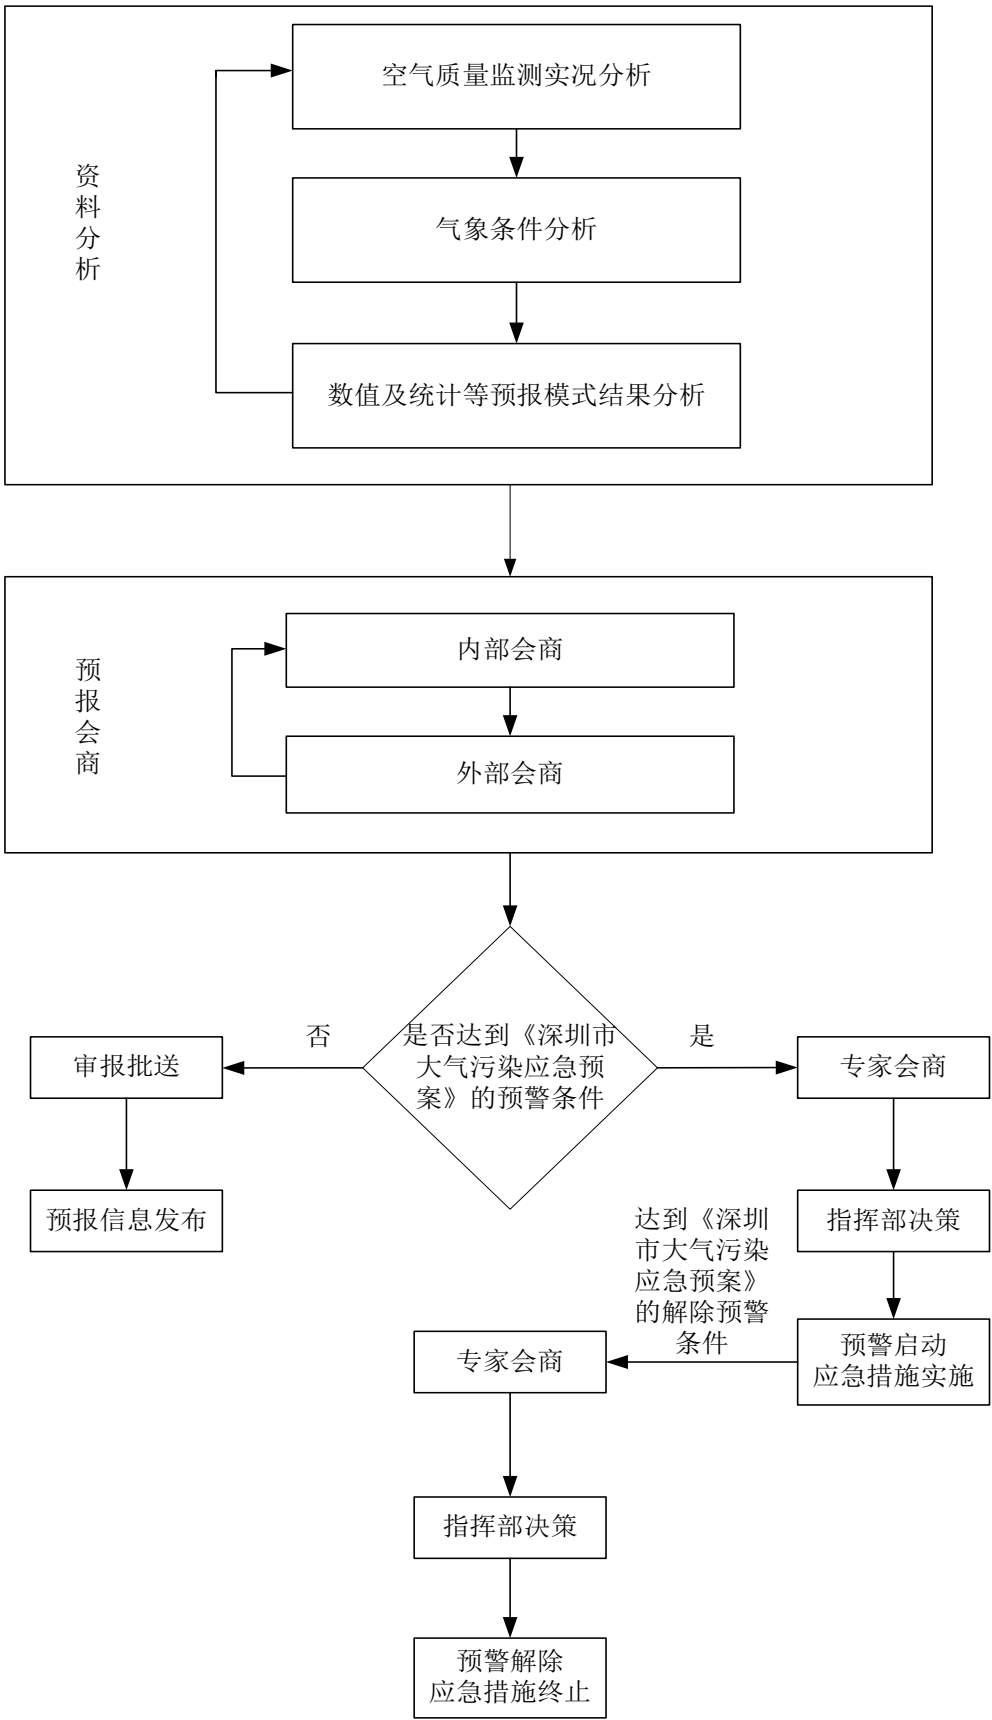 资料分析
空气质量监测实况分析
气象条件分析
数值及统计等预报模式结果分析
预报会商
内部会商
外部会商
是否达到《深圳市
大气污染应急预
案》的预警条件
否
是
审报批送
预报信息发布
专家会商
指挥部决策
预警启动
应急措施实施
达到《深圳
市大气污染
应急预案》
的解除预警
条件
专家会商
指挥部决策
预警解除
应急措施终止